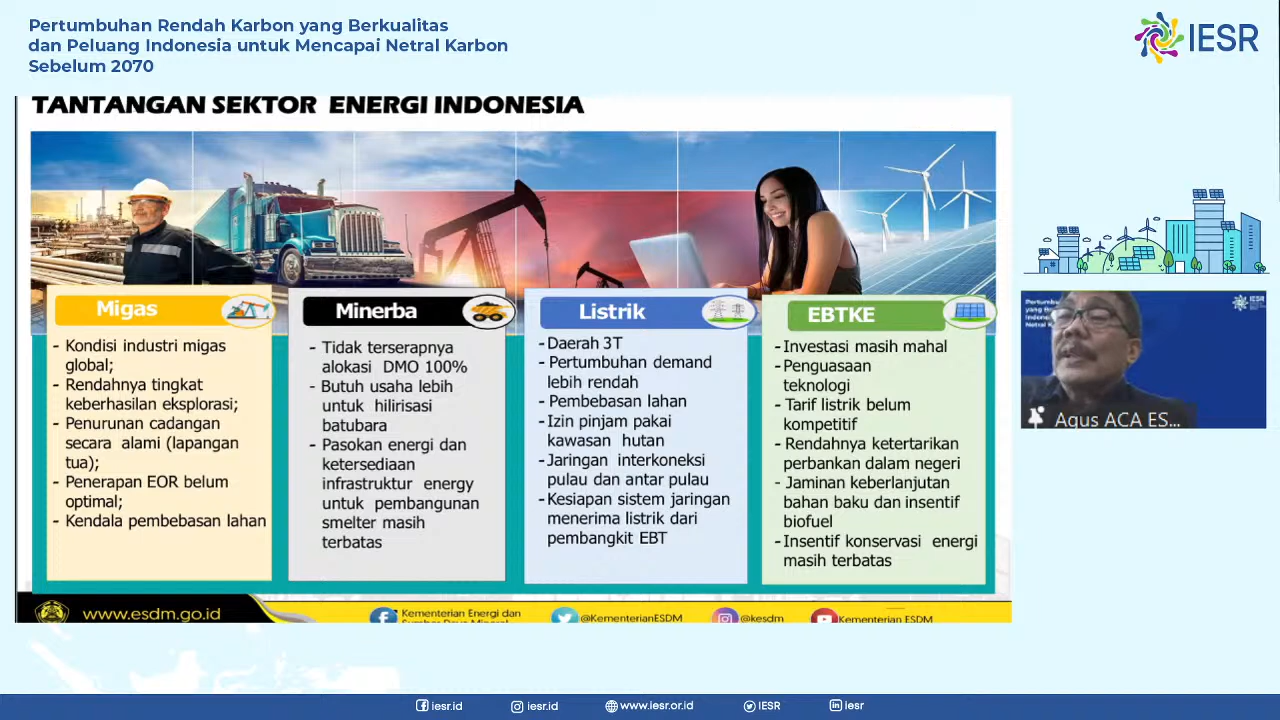 Pertumbuhan Rendah Karbon yang Berkualitas
dan Peluang Indonesia untuk Mencapai Netral Karbon
Sebelum 2070
IESR
TANTANGAN SEKTOR ENERGI INDONESIA
Migas
- Kondisi industri migas
global;
- Rendahnya tingkat
keberhasilan eksplorasi;
- Penurunan cadangan
secara alami (lapangan
tua);
- Penerapan EOR belum
optimal;
- Kendala pembebasan lahan
Minerba
- Tidak terserapnya
alokasi DMO 100%
- Butuh usaha lebih
untuk hilirisasi
batubara
- Pasokan energi dan
ketersediaan
infrastruktur energy
untuk pembangunan
smelter masih
terbatas
Listrik
- Daerah 3T
- Pertumbuhan demand
lebih rendah
- Pembebasan lahan
- Izin pinjam pakai
kawasan hutan
- Jaringan interkoneksi
pulau dan antar pulau
- Kesiapan sistem jaringan
menerima listrik dari
pembangkit EBT
EBTKE
- Investasi masih mahal
- Penguasaan
teknologi
- Tarif listrik belum
kompetitif
- Rendahnya ketertarikan
perbankan dalam negeri
- Jaminan keberlanjutan
bahan baku dan insentif
biofuel
- Insentif konservasi energi
masih terbatas
IESR
Agus ACA ES...
www.esdm.go.id
Kementerian Energi dan
Sumber Daya Mineral
@KementerianESDM
@kesdm
Kementerian ESDM
iesr.id
iesr.id
www.iesr.or.id
IESR
iesr